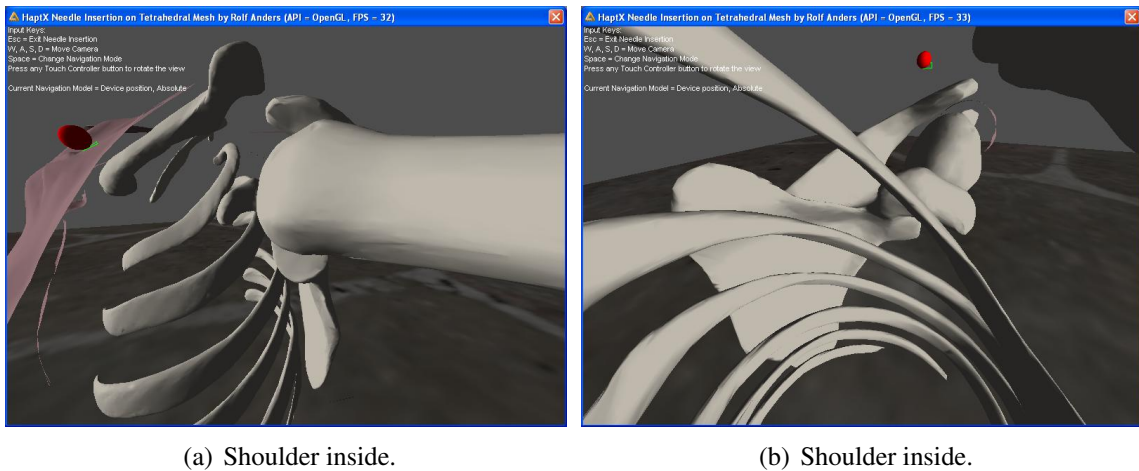 HaptX Needle Insertion on Tetrahedral Mesh by Rolf Anders (API - OpenGL, FPS - 32)
Input Keys:
Esc = Exit Needle Insertion
W, A, S, D = Move Camera
Space = Change Navigation Mode
Press any Touch Controller button to rotate the view
Current Navigation Model = Device position, Absolute
(a) Shoulder inside.
HaptX Needle Insertion on Tetrahedral Mesh by Rolf Anders (API - OpenGL, FPS - 33)
Input Keys:
Esc = Exit Needle Insertion
W, A, S, D = Move Camera
Space = Change Navigation Mode
Press any Touch Controller button to rotate the view
Current Navigation Model = Device position, Absolute
(b) Shoulder inside.